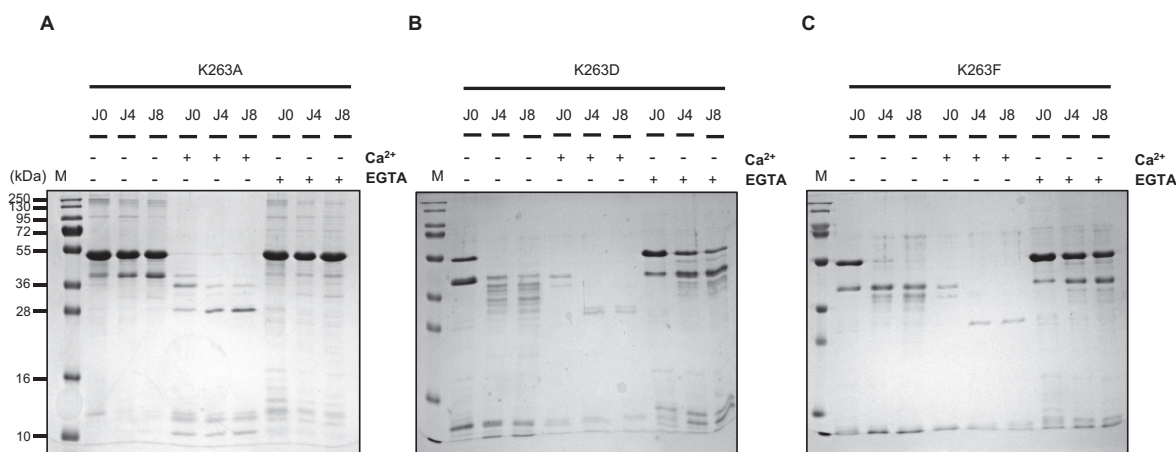 A B C
K263A K263D K263F
J0 J4 J8 J0 J4 J8 J0 J4 J8 J0 J4 J8 J0 J4 J8 J0 J4 J8 J0 J4 J8 J0 J4 J8 J0 J4 J8
- - - + + + - - - Ca²⁺ - - - + + + - - - Ca²⁺ - - - + + + - - - Ca²⁺
(kDa) M - - - - - - + + + EGTA M - - - - - - + + + EGTA M - - - - - - + + + EGTA
250
130
95
72
55
36
28
16
10